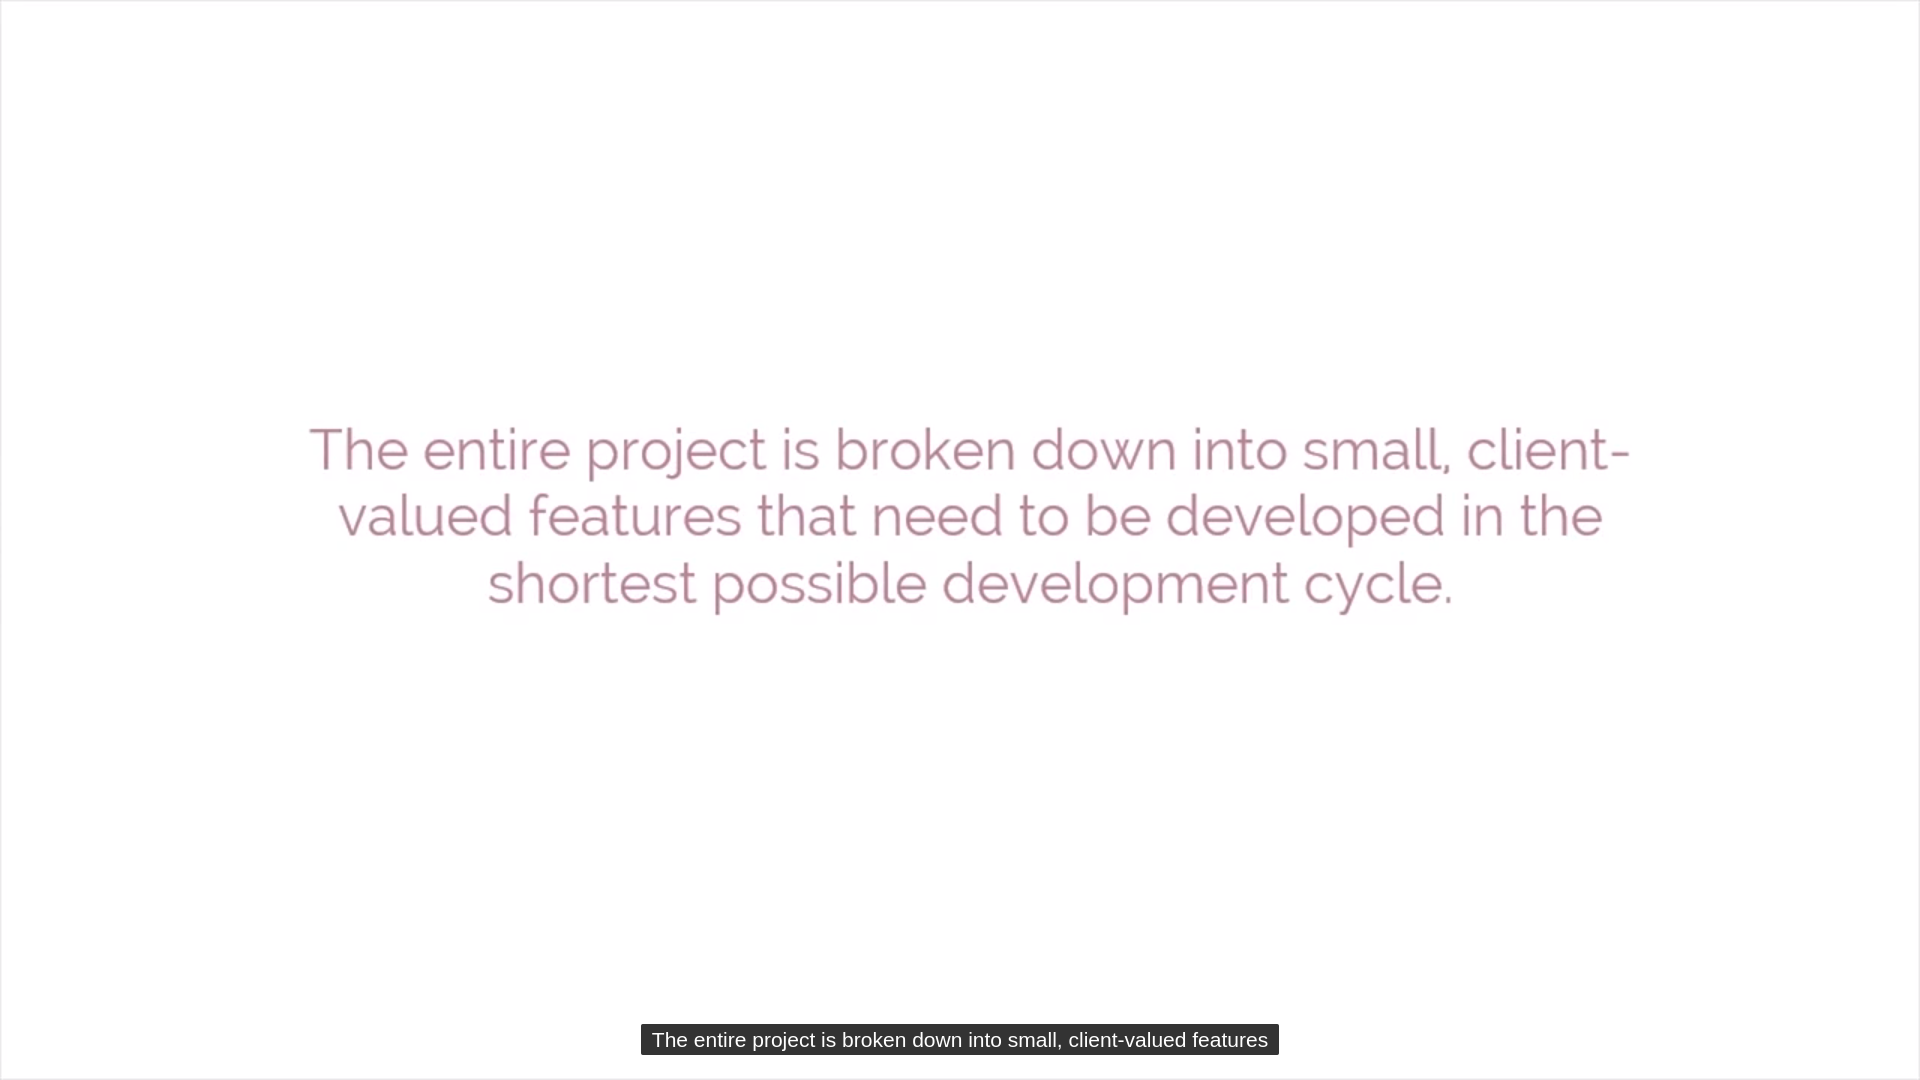 The entire project is broken down into small, client-
valued features that need to be developed in the
shortest possible development cycle.
The entire project is broken down into small, client-valued features